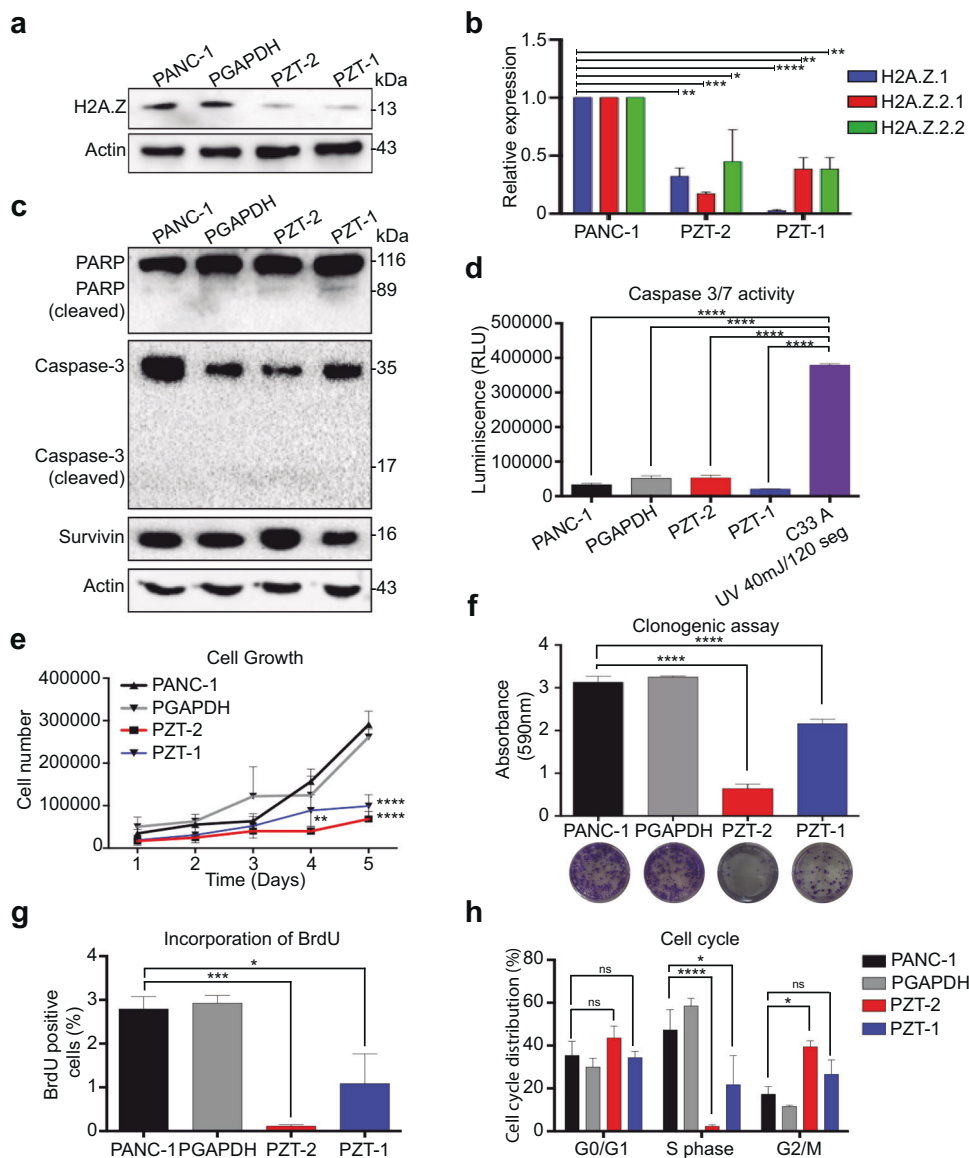 a
PANC-1
PGAPDH
PZT-2
PZT-1
kDa
H2A.Z
13
Actin
43
b
Relative expression
1.5
1.0
0.5
0
**
**
****
*
***
**
H2A.Z.1
H2A.Z.2.1
H2A.Z.2.2
PANC-1 PZT-2 PZT-1
c
PANC-1
PGAPDH
PZT-2
PZT-1
kDa
PARP
116
PARP
(cleaved)
89
Caspase-3
35
Caspase-3
(cleaved)
17
Survivin
16
Actin
43
d
Caspase 3/7 activity
Luminiscence (RLU)
500000
400000
300000
200000
100000
0
****
****
****
****
PANC-1
PGAPDH
PZT-2
PZT-1
C33 A
UV 40mJ/120 seg
e
Cell Growth
Cell number
400000
300000
200000
100000
0
PANC-1
PGAPDH
PZT-2
PZT-1
**
****
****
1 2 3 4 5
Time (Days)
f
Clonogenic assay
Absorbance
(590nm)
4
3
2
1
0
****
****
PANC-1 PGAPDH PZT-2 PZT-1
g
Incorporation of BrdU
BrdU positive
cells (%)
4
3
2
1
0
*
***
PANC-1 PGAPDH PZT-2 PZT-1
h
Cell cycle
Cell cycle distribution (%)
80
60
40
20
0
ns
ns
*
****
ns
*
PANC-1
PGAPDH
PZT-2
PZT-1
G0/G1 S phase G2/M